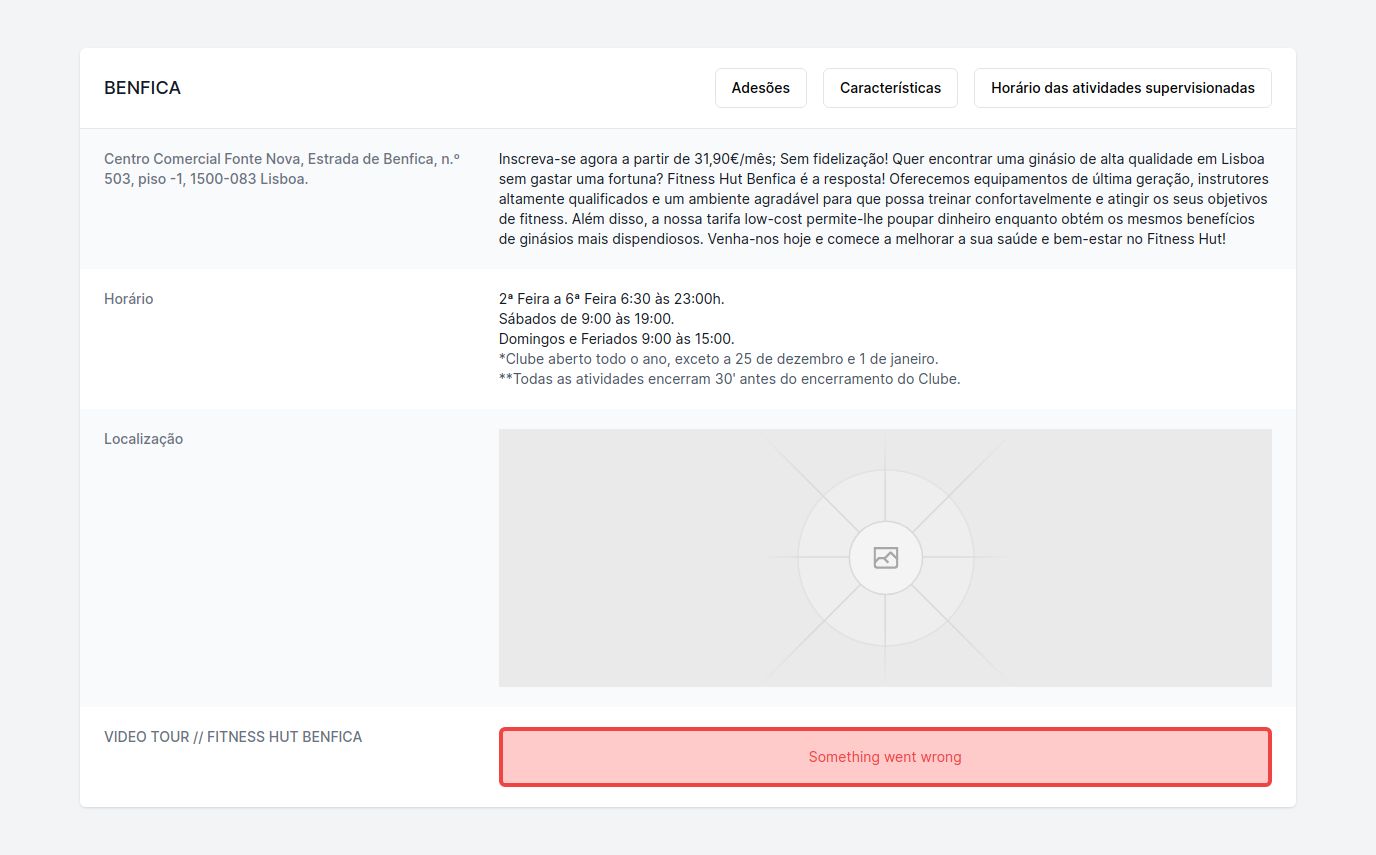 BENFICA
Adesões
Características
Horário das atividades supervisionadas
Centro Comercial Fonte Nova, Estrada de Benfica, n.º
503, piso -1, 1500-083 Lisboa.
Inscreva-se agora a partir de 31,90€/mês; Sem fidelização! Quer encontrar uma ginásio de alta qualidade em Lisboa
sem gastar uma fortuna? Fitness Hut Benfica é a resposta! Oferecemos equipamentos de última geração, instrutores
altamente qualificados e um ambiente agradável para que possa treinar confortavelmente e atingir os seus objetivos
de fitness. Além disso, a nossa tarifa low-cost permite-lhe poupar dinheiro enquanto obtém os mesmos benefícios
de ginásios mais dispendiosos. Venha-nos hoje e comece a melhorar a sua saúde e bem-estar no Fitness Hut!
Horário
2ª Feira a 6ª Feira 6:30 às 23:00h.
Sábados de 9:00 às 19:00.
Domingos e Feriados 9:00 às 15:00.
*Clube aberto todo o ano, exceto a 25 de dezembro e 1 de janeiro.
**Todas as atividades encerram 30' antes do encerramento do Clube.
Localização
VIDEO TOUR // FITNESS HUT BENFICA
Something went wrong